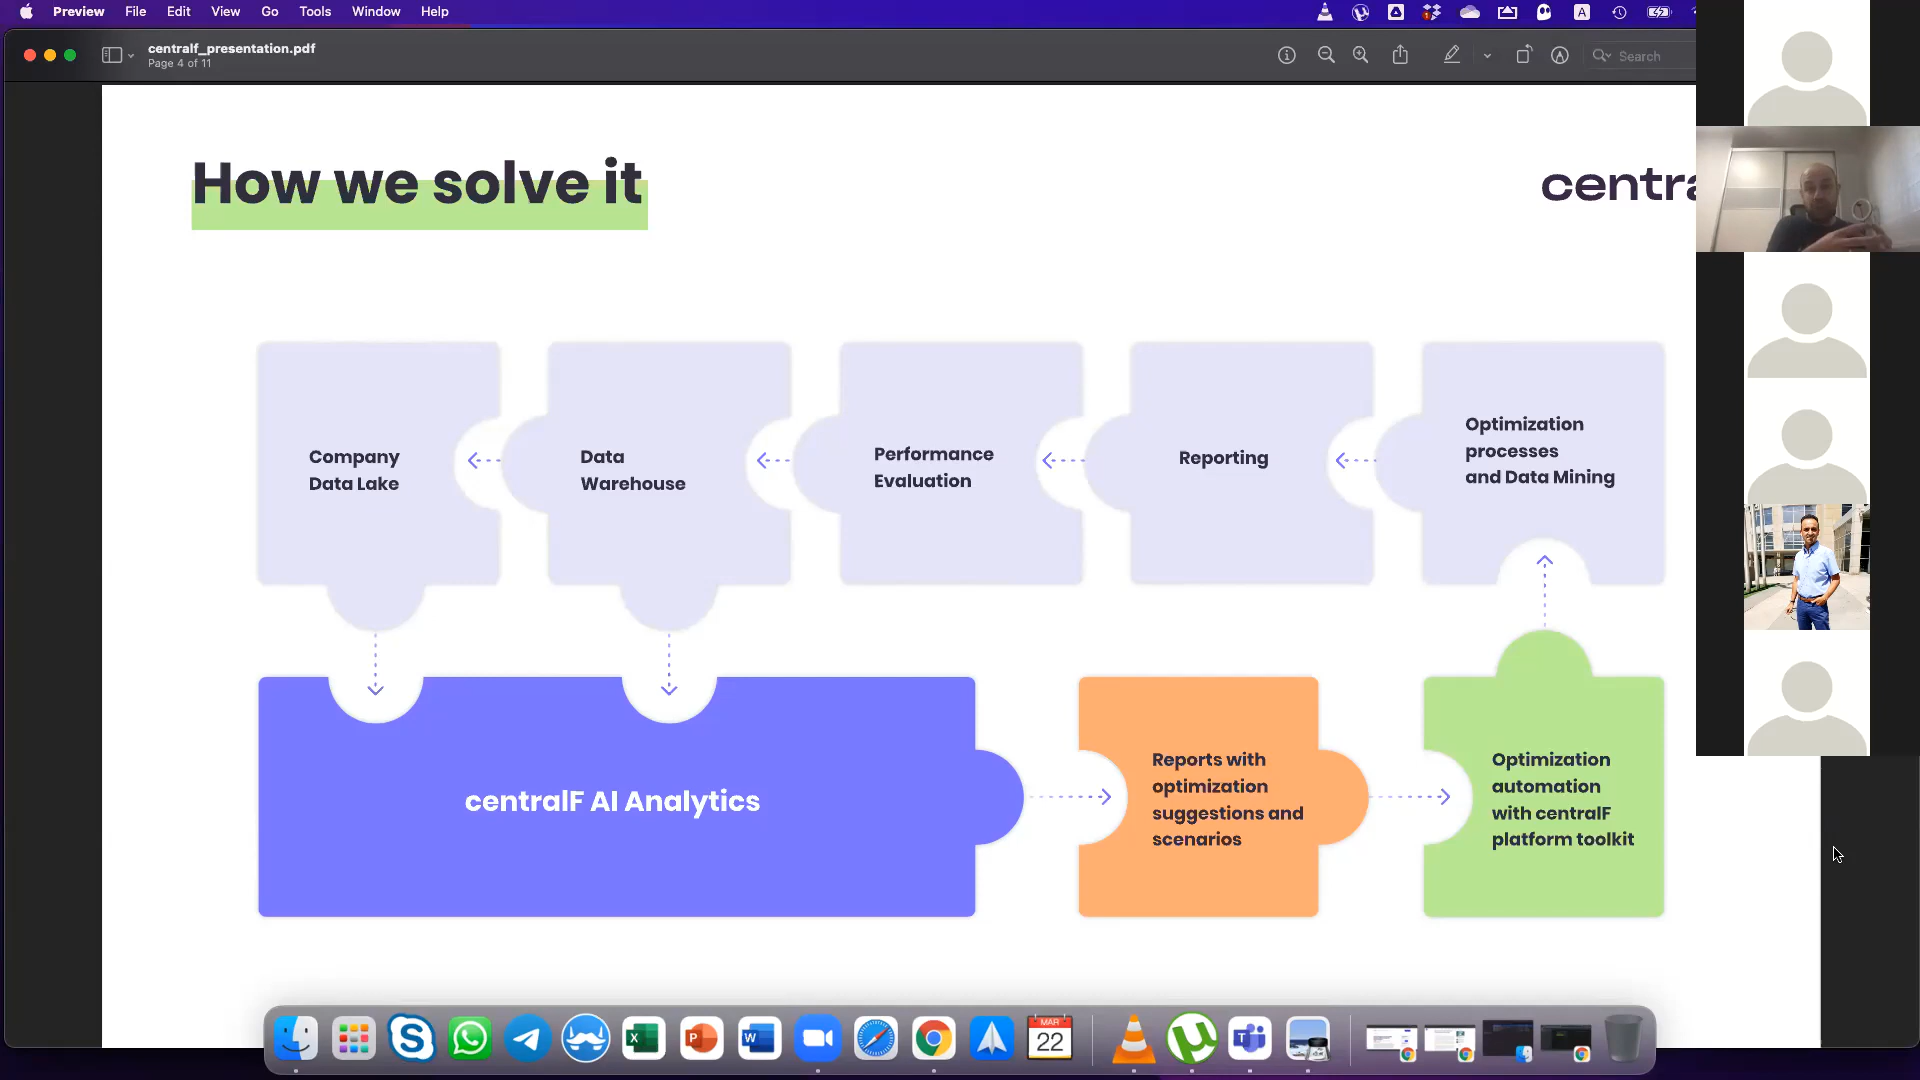 Preview File Edit View Go Tools Window Help
centralf_presentation.pdf
Page 4 of 11
Search
How we solve it
centra
Company
Data Lake
Data
Warehouse
Performance
Evaluation
Reporting
Optimization
processes
and Data Mining
centralF AI Analytics
Reports with
optimization
suggestions and
scenarios
Optimization
automation
with centralF
platform toolkit
MAR
22